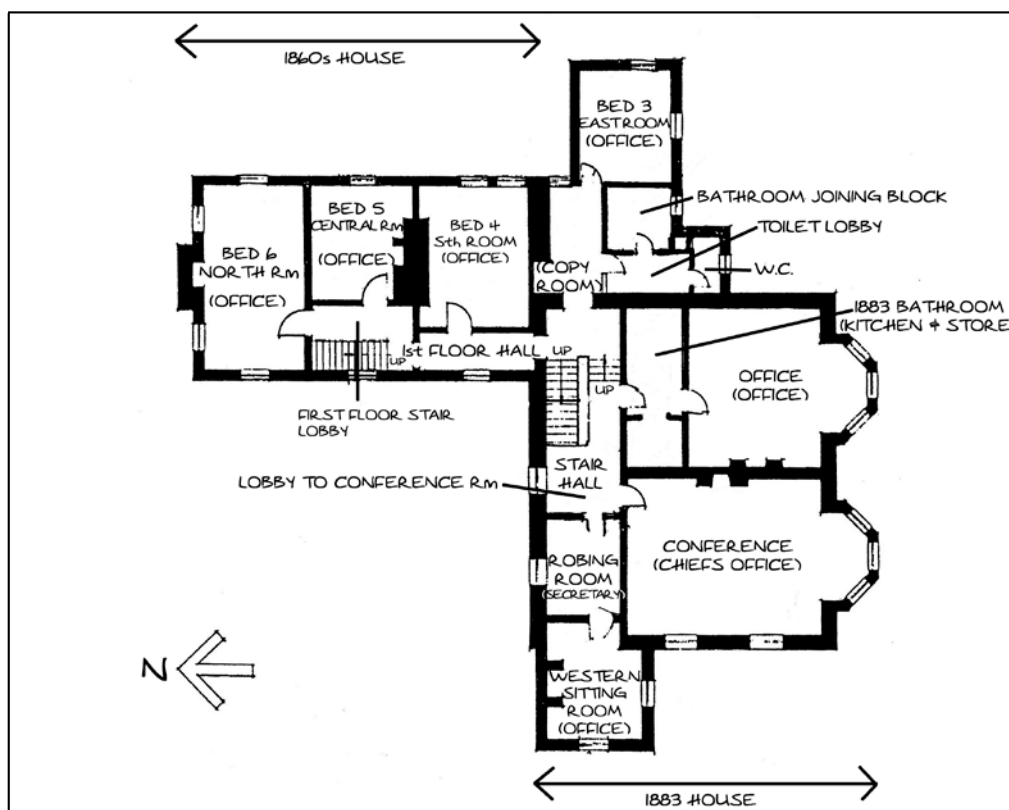 1860s HOUSE
BED 3
EAST ROOM
(OFFICE)
BATHROOM JOINING BLOCK
TOILET LOBBY
W.C.
BED 5
CENTRAL Rm
(OFFICE)
BED 4
Sth ROOM
(OFFICE)
BED 6
NORTH Rm
(OFFICE)
(COPY
ROOM)
1883 BATHROOM
(KITCHEN & STORE
1st FLOOR HALL
UP
UP
UP
OFFICE
(OFFICE)
FIRST FLOOR STAIR
LOBBY
STAIR
HALL
LOBBY TO CONFERENCE Rm
CONFERENCE
(CHIEFS OFFICE)
ROBING
ROOM
(SECRETARY)
N
WESTERN
SITTING
ROOM
(OFFICE)
1883 HOUSE